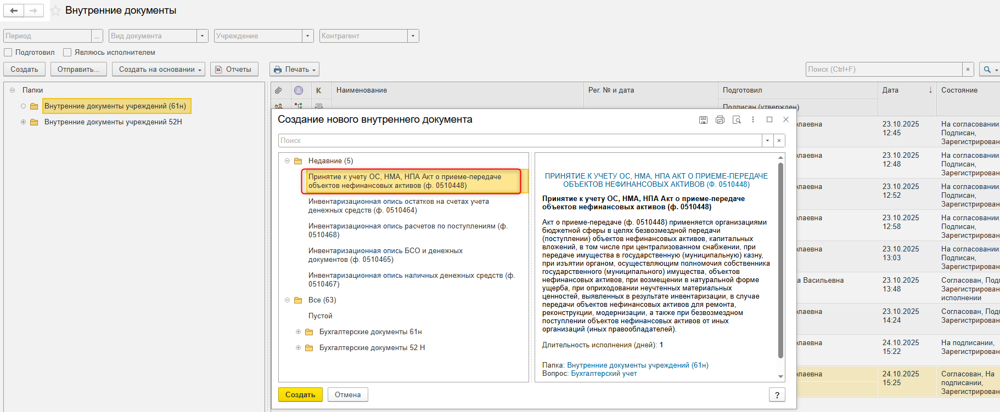 Внутренние документы
Период
...
Вид документа
Учреждение
Контрагент
Подготовил
Являюсь исполнителем
Создать
Отправить...
Создать на основании
Отчеты
Печать
Поиск (Ctrl+F)
×
Папки
Внутренние документы учреждений (61н)
Внутренние документы учреждений 52Н
К
Наименование
Рег. № и дата
Подготовил
Дата
↓
Состояние
Подписан (утвержден)
Создание нового внутреннего документа
Поиск
×
Недавние (5)
Принятие к учету ОС, НМА, НПА Акт о приеме-передаче
объектов нефинансовых активов (ф. 0510448)
Инвентаризационная опись остатков на счетах учета
денежных средств (ф. 0510464)
Инвентаризационная опись расчетов по поступлениям (ф.
0510468)
Инвентаризационная опись БСО и денежных
документов (ф. 0510465)
Инвентаризационная опись наличных денежных средств (ф.
0510467)
Все (63)
Пустой
Бухгалтерские документы 61н
Бухгалтерские документы 52 Н
ПРИНЯТИЕ К УЧЕТУ ОС, НМА, НПА АКТ О ПРИЕМЕ-ПЕРЕДАЧЕ
ОБЪЕКТОВ НЕФИНАНСОВЫХ АКТИВОВ (Ф. 0510448)
Принятие к учету ОС, НМА, НПА Акт о приеме-передаче
объектов нефинансовых активов (ф. 0510448)
Акт о приеме-передаче (ф. 0510448) применяется организациями
бюджетной сферы в целях безвозмездной передачи
(поступлении) объектов нефинансовых активов, капитальных
вложений, в том числе при централизованном снабжении, при
передаче имущества в государственную (муниципальную) казну,
при изъятии органом, осуществляющим полномочия собственника
государственного (муниципального) имущества, объектов
нефинансовых активов, при возмещении в натуральной форме
ущерба, при оприходовании неучтенных материальных
ценностей, выявленных в результате инвентаризации, в случае
передачи объектов нефинансовых активов для ремонта,
реконструкции, модернизации, а также при безвозмездном
поступлении объектов нефинансовых активов от иных
организаций (иных правообладателей).
Длительность исполнения (дней): 1
Папка: Внутренние документы учреждений (61н)
Вопрос: Бухгалтерский учет
Создать
Отмена
?
олаевна
23.10.2025
12:45
На согласовании,
Подписан,
Зарегистрирован
олаевна
23.10.2025
12:48
На согласовании,
Подписан,
Зарегистрирован
олаевна
23.10.2025
12:52
На согласовании,
Подписан,
Зарегистрирован
олаевна
23.10.2025
12:58
На согласовании,
Подписан,
Зарегистрирован
олаевна
23.10.2025
13:03
На согласовании,
Подписан,
Зарегистрирован
а Васильевна
23.10.2025
13:48
Согласован, Под
Зарегистрирован
исполнении
олаевна
23.10.2025
14:24
Согласован, Под
Зарегистрирован
олаевна
24.10.2025
15:22
На подписании,
Зарегистрирован
олаевна
24.10.2025
15:25
Согласован, На
подписании,
Зарегистрирован